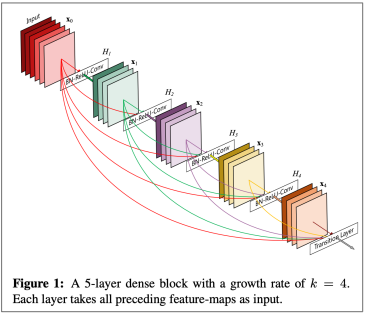 Input
x0
H1
BN-ReLU-Conv
x1
H2
BN-ReLU-Conv
x2
H3
BN-ReLU-Conv
x3
H4
BN-ReLU-Conv
x4
Transition Layer
Figure 1: A 5-layer dense block with a growth rate of k = 4.
Each layer takes all preceding feature-maps as input.